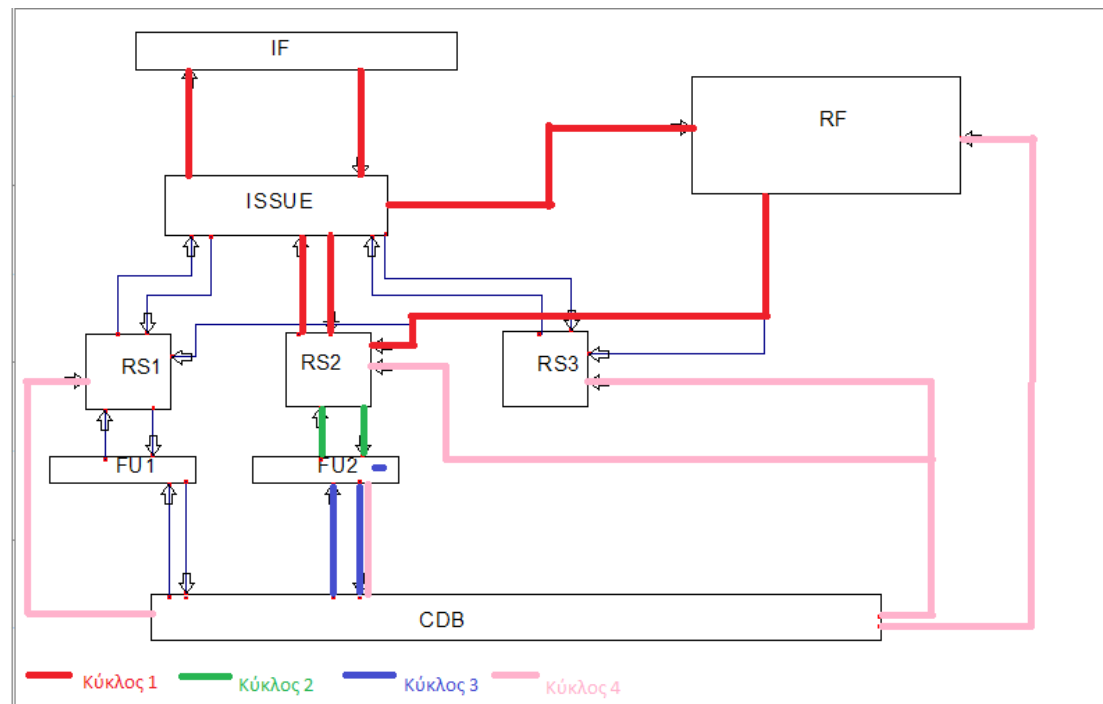 IF
RF
ISSUE
RS1
RS2
RS3
FU1
FU2
CDB
Κύκλος 1
Κύκλος 2
Κύκλος 3
Κύκλος 4